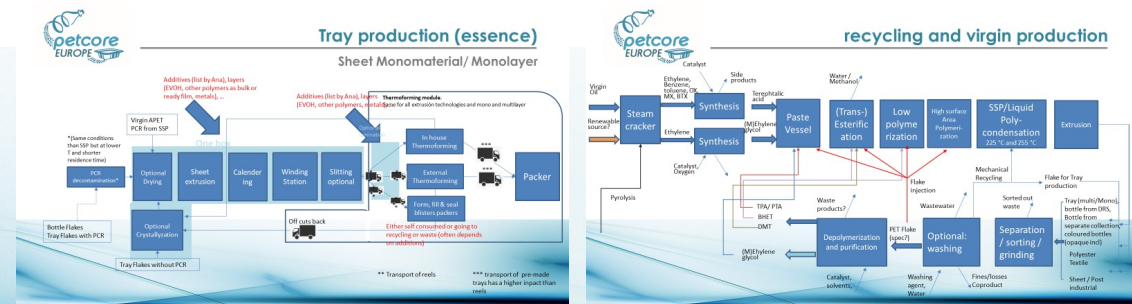 petcore
EUROPE
Tray production (essence)
Sheet Monomaterial/ Monolayer
Additives (list by Ana), layers
(EVOH, other polymers as bulk or
ready film, metals), ...
Additives (list by Ana), layers
(EVOH, other polymers, metals
Thermoforming module.
Same for all extrusion technologies and mono and multilayer
Virgin APET
PCR from SSP
*(Same conditions
than SSP but at lower
T and shorter
residence time)
One box
PCR
decontamination*
Optional
Drying
Sheet
extrusion
Calender
ing
Winding
Station
Slitting
optional
Optional
In house
Thermoforming
External
Thermoforming
Form, fill & seal
blisters packers
***
***
**
Packer
Optional
Crystallyzation
Off cuts back
Either self consumed or going to
recycling or waste (often depends
on additions)
Bottle Flakes
Tray Flakes with PCR
Tray Flakes without PCR
** Transport of reels
*** transport of pre-made
trays has a higher inpact than
reels
petcore
EUROPE
recycling and virgin production
Catalyst
Side
products
Water /
Methanol
Virgin
Oil
Ethylene,
Benzene,
toluene, OX,
MX, BTX
Terephtalic
acid
Renewable
source?
Steam
cracker
Synthesis
Ethylene
Synthesis
(M)Ehylene
glycol
Catalyst,
Oxygen
Paste
Vessel
(Trans-)
Esterific
ation
Low
polyme
rization
High surface
Area
Polymeri-
zation
SSP/Liquid
Poly-
condensation
225 °C and 255 °C
Extrusion
Pyrolysis
Mechanical
Recycling
Flake
injection
Flake for Tray
production
TPA/ PTA
BHET
DMT
(M)Ehylene
glycol
Waste
products?
Wastewater
Sorted out
waste
Depolymerization
and purification
PET Flake
(spec?)
Optional:
washing
Separation
/ sorting /
grinding
Tray (multi/Mono),
bottle from DRS,
Bottle from
separate collection,
coloured bottles
(opaque incl)
Polyester
Textile
Sheet / Post
industrial
Catalyst,
solvents,
Washing
agent,
Water
Fines/losses
Coproduct